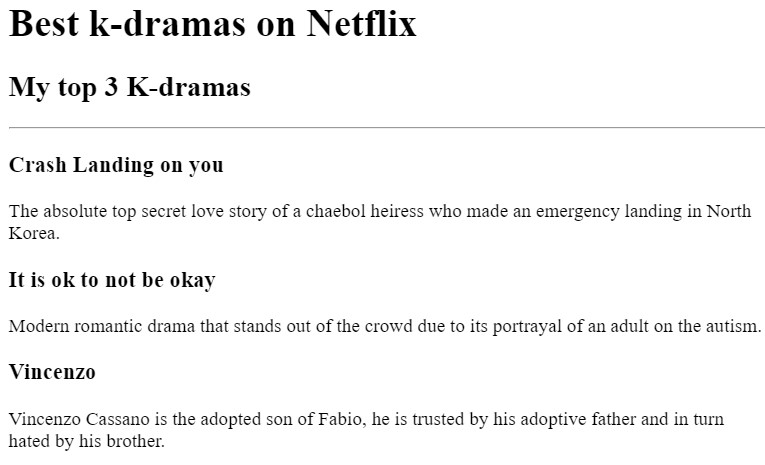 Best k-dramas on Netflix
My top 3 K-dramas
Crash Landing on you
The absolute top secret love story of a chaebol heiress who made an emergency landing in North
Korea.
It is ok to not be okay
Modern romantic drama that stands out of the crowd due to its portrayal of an adult on the autism.
Vincenzo
Vincenzo Cassano is the adopted son of Fabio, he is trusted by his adoptive father and in turn
hated by his brother.